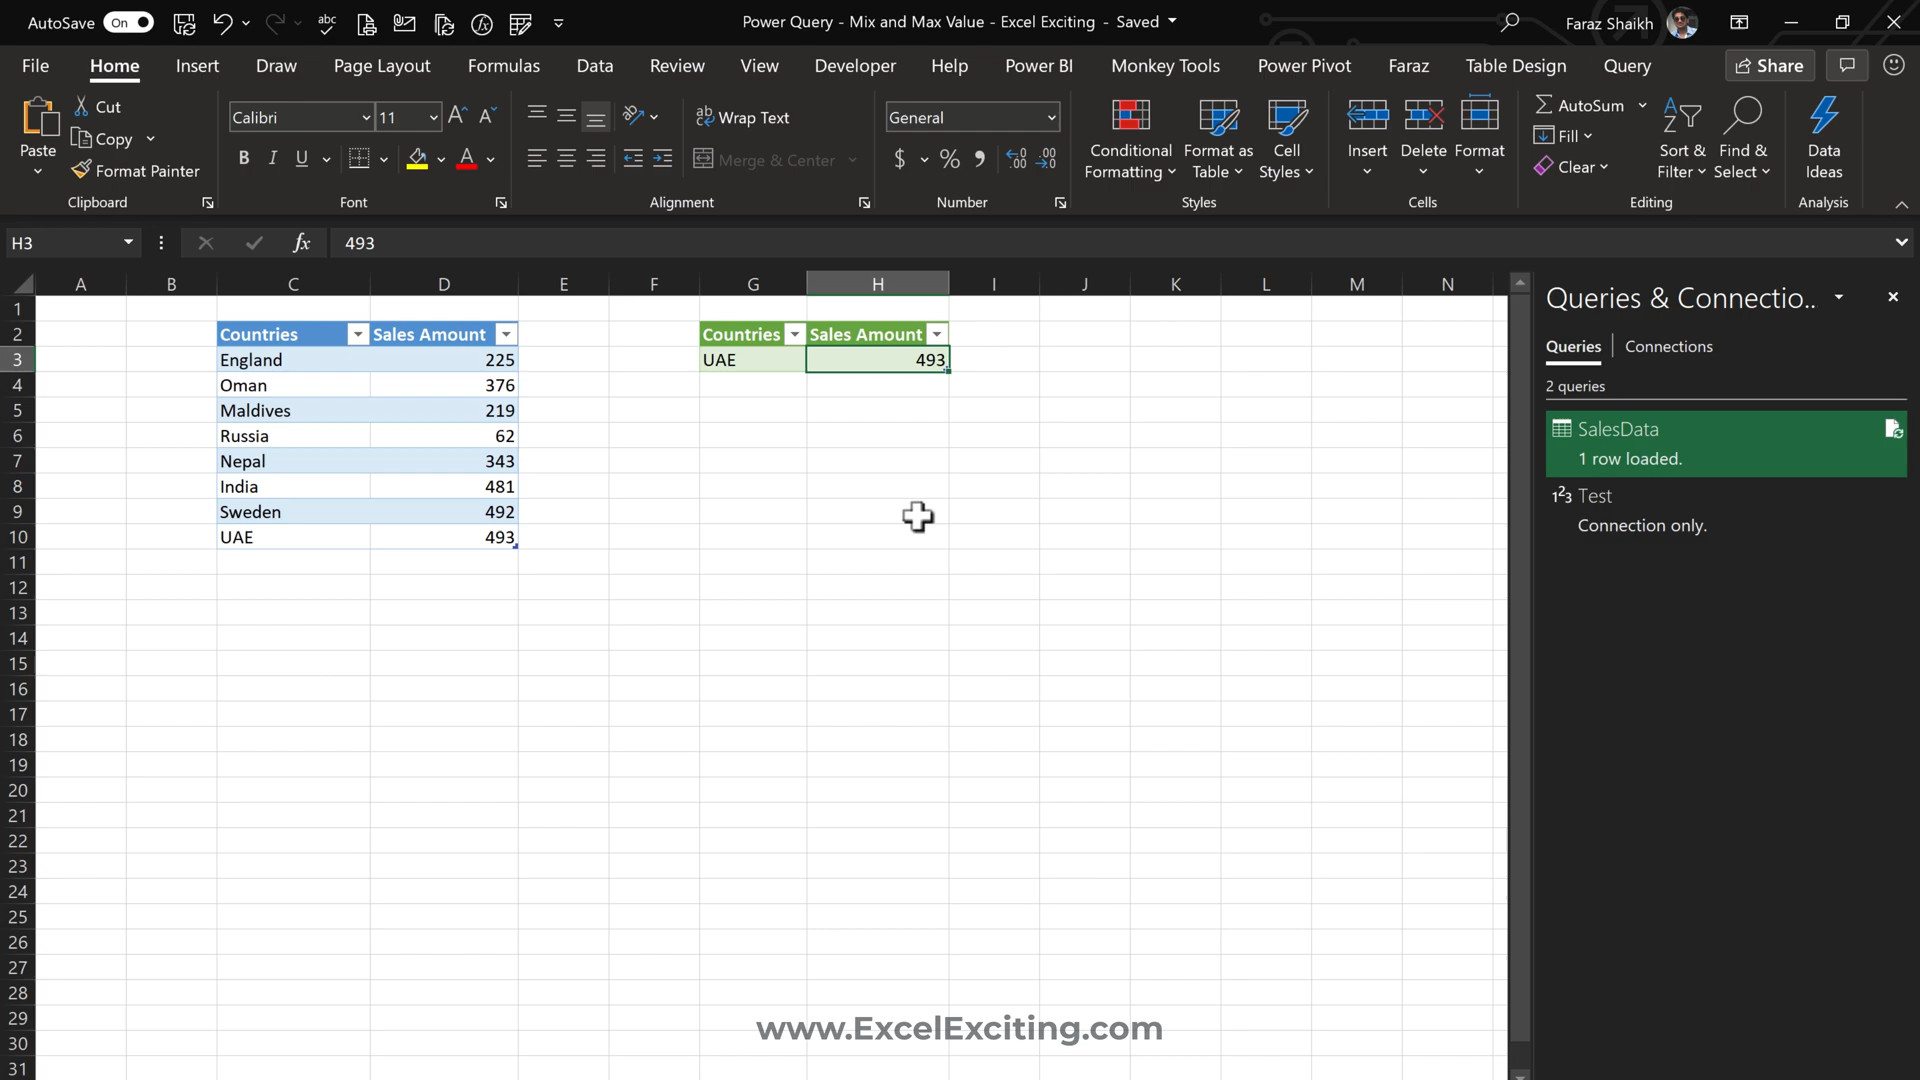 AutoSave On
abc
Power Query - Mix and Max Value - Excel Exciting - Saved
Faraz Shaikh
File Home Insert Draw Page Layout Formulas Data Review View Developer Help Power BI Monkey Tools Power Pivot Faraz Table Design Query Share
Paste
Cut
Copy
Format Painter
Clipboard
Calibri 11
B I U A
Font
ab Wrap Text
Merge & Center
Alignment
General
$ % , .00
Number
Conditional Formatting
Format as Table
Cell Styles
Styles
Insert Delete Format
Cells
AutoSum
Fill
Clear
Sort & Filter
Find & Select
Editing
Data Ideas
Analysis
H3 fx 493
A B C D E F G H I J K L M N
1
2 Countries Sales Amount Countries Sales Amount
3 England 225 UAE 493
4 Oman 376
5 Maldives 219
6 Russia 62
7 Nepal 343
8 India 481
9 Sweden 492
10 UAE 493
11
12
13
14
15
16
17
18
19
20
21
22
23
24
25
26
27
28
29
30
31
www.ExcelExciting.com
Queries & Connectio..
Queries Connections
2 queries
SalesData
1 row loaded.
123 Test
Connection only.